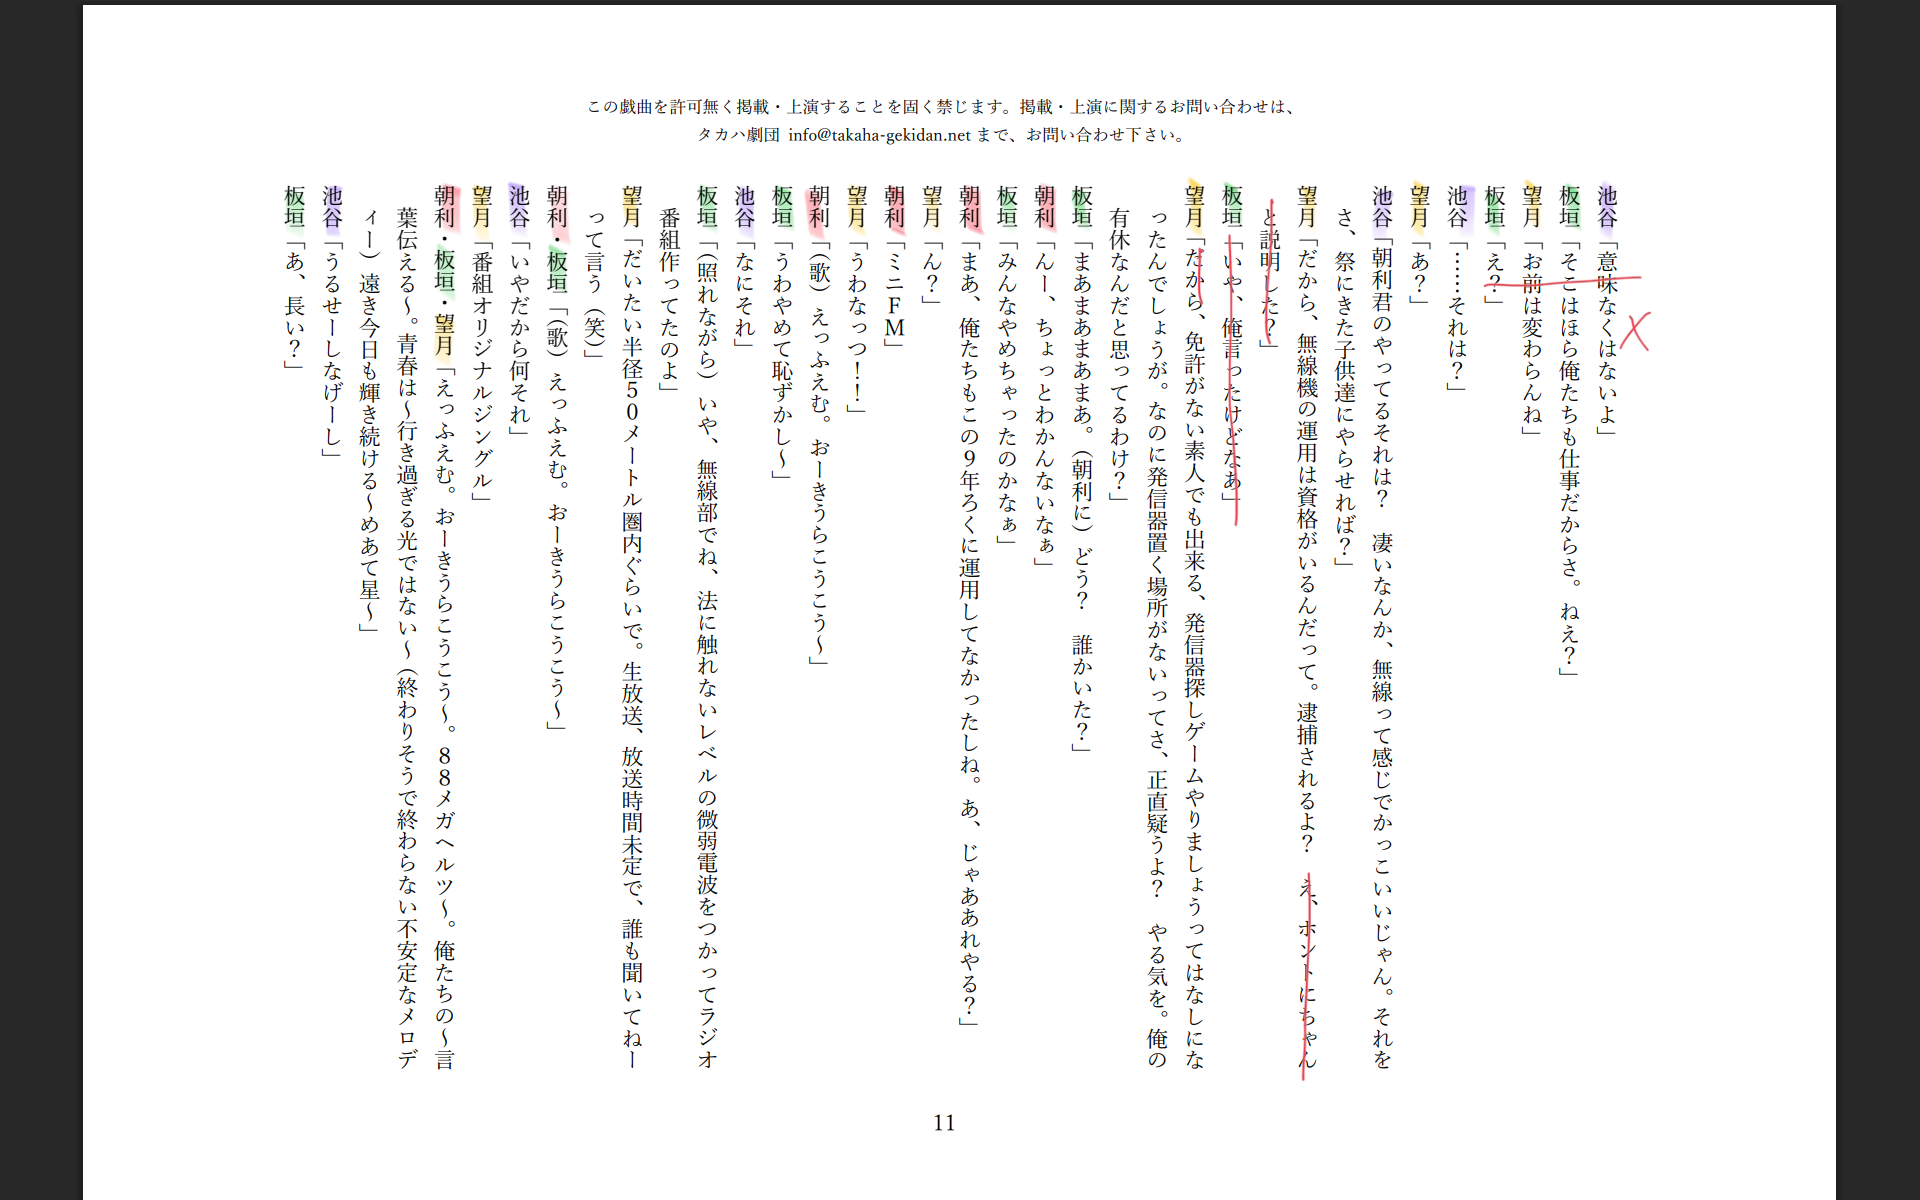 この戯曲を許可無く掲載・上演することを固く禁じます。掲載・上演に関するお問い合わせは、
タカハ劇団 info@takaha-gekidan.net まで、お問い合わせ下さい。
池谷「意味なくはないよ」
板垣「そこはほら俺たちも仕事だからさ。ねえ？」
望月「お前は変わらんね」
板垣「え？」
池谷「……それは？」
望月「あ？」
池谷「朝利君のやってるそれは？　凄いなんか、無線って感じでかっこいいじゃん。それを
さ、祭にきた子供達にやらせれば？」
望月「だから、無線機の運用は資格がいるんだって。逮捕されるよ？　え、ホントにちゃん
と説明した？」
板垣「いや、俺言ったけどなあ」
望月「だから、免許がない素人でも出来る、発信器探しゲームやりましょうってはなしにな
ったんでしょうが。なのに発信器置く場所がないってさ、正直疑うよ？　やる気を。俺の
有休なんだと思ってるわけ？」
板垣「まあまあまあまあ。（朝利に）どう？　誰かいた？」
朝利「んー、ちょっとわかんないなぁ」
板垣「みんなやめちゃったのかなぁ」
朝利「まあ、俺たちもこの９年ろくに運用してなかったしね。あ、じゃああれやる？」
望月「ん？」
朝利「ミニＦＭ」
望月「うわなっつ！！」
朝利「（歌）えっふえむ。おーきうらこうこう～」
板垣「うわやめて恥ずかし～」
池谷「なにそれ」
板垣「（照れながら）いや、無線部でね、法に触れないレベルの微弱電波をつかってラジオ
番組作ってたのよ」
望月「だいたい半径５０メートル圏内ぐらいで。生放送、放送時間未定で、誰も聞いてねー
って言う（笑）」
朝利・板垣「（歌）えっふえむ。おーきうらこうこう～」
池谷「いやだから何それ」
望月「番組オリジナルジングル」
朝利・板垣・望月「えっふえむ。おーきうらこうこう～。８８メガヘルツ～。俺たちの～言
葉伝える～。青春は～行き過ぎる光ではない～（終わりそうで終わらない不安定なメロデ
ィー）遠き今日も輝き続ける～めあて星～」
池谷「うるせーしなげーし」
板垣「あ、長い？」
11